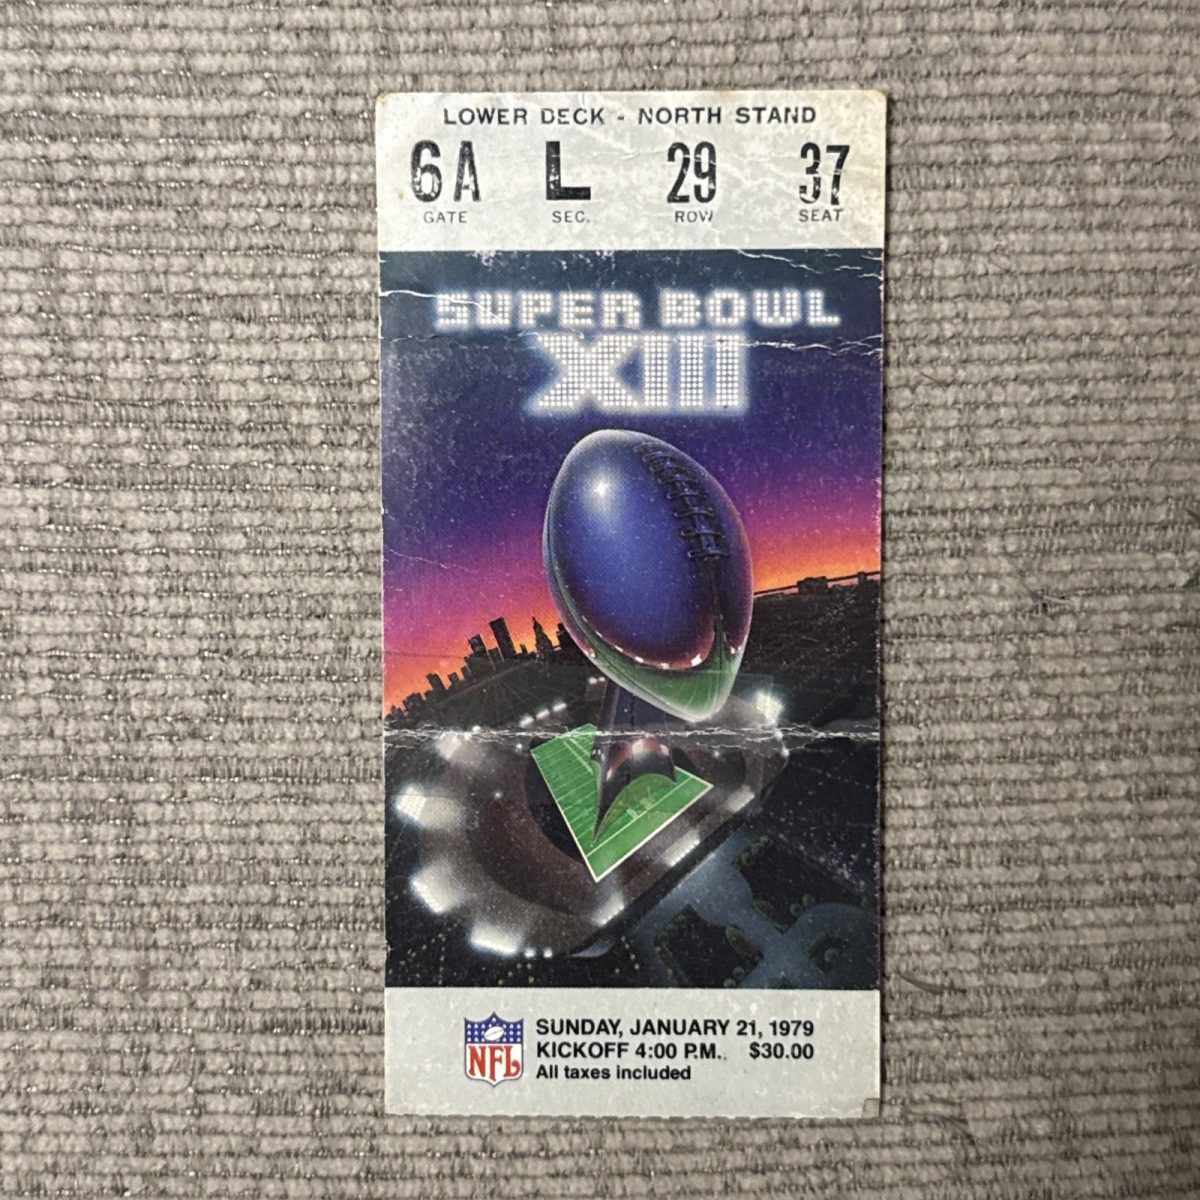 LOWER DECK - NORTH STAND
6A L 29 37
GATE SEC. ROW SEAT
SUPER BOWL
XIII
SUNDAY, JANUARY 21, 1979
NFL KICKOFF 4:00 P.M. $30.00
All taxes included